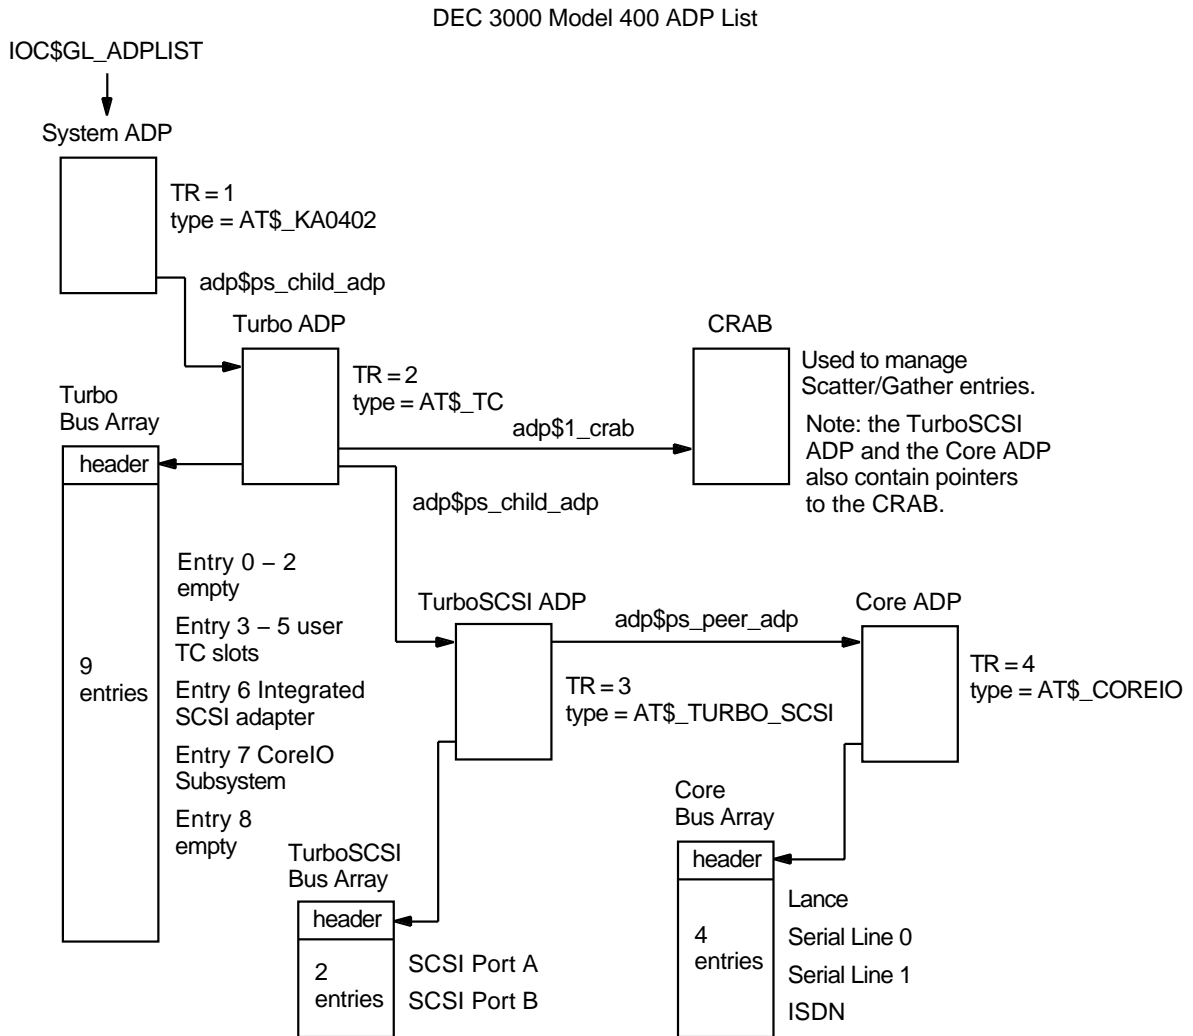 DEC 3000 Model 400 ADP List
IOC$GL_ADPLIST
System ADP
TR = 1
type = AT$_KA0402
adp$ps_child_adp
Turbo ADP
TR = 2
type = AT$_TC
CRAB
Used to manage
Scatter/Gather entries.
Note: the TurboSCSI
ADP and the Core ADP
also contain pointers
to the CRAB.
adp$1_crab
Turbo
Bus Array
header
9
entries
Entry 0 – 2
empty
Entry 3 – 5 user
TC slots
Entry 6 Integrated
SCSI adapter
Entry 7 CoreIO
Subsystem
Entry 8
empty
adp$ps_child_adp
TurboSCSI ADP
TR = 3
type = AT$_TURBO_SCSI
adp$ps_peer_adp
Core ADP
TR = 4
type = AT$_COREIO
TurboSCSI
Bus Array
header
2
entries
SCSI Port A
SCSI Port B
Core
Bus Array
header
4
entries
Lance
Serial Line 0
Serial Line 1
ISDN